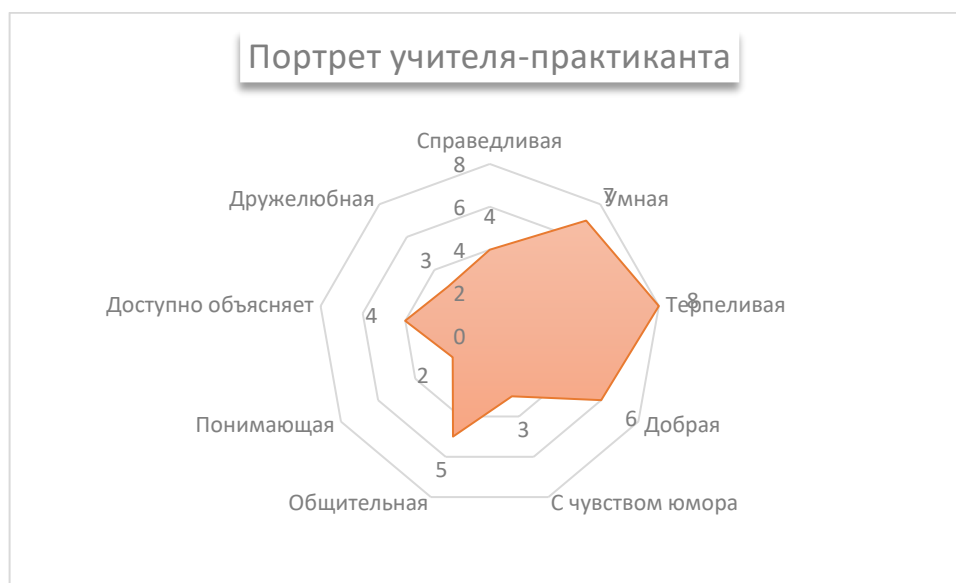 Портрет учителя-практиканта
Справедливая
8
Дружелюбная
7
Умная
6
4
3
4
Доступно объясняет
8
Терпеливая
2
4
0
2
Понимающая
6
Добрая
3
5
Общительная
С чувством юмора